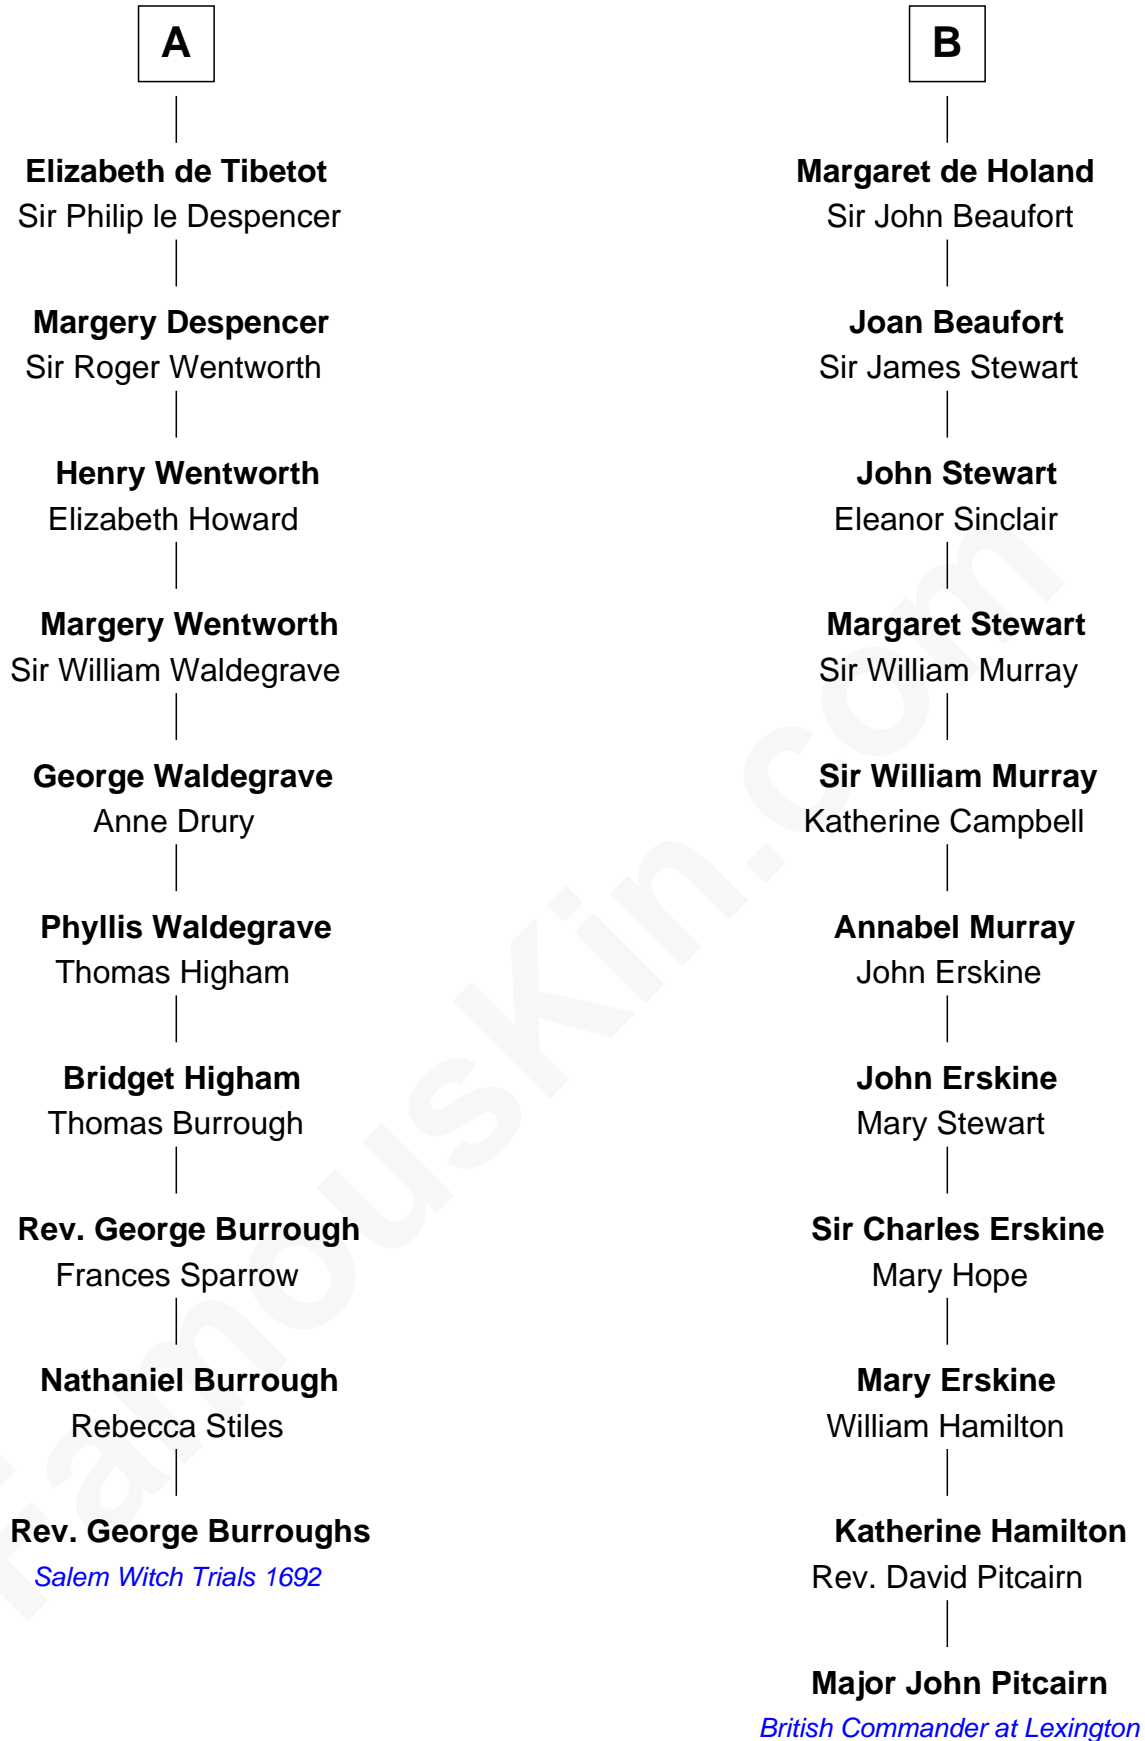 A
Elizabeth de Tibetot
Sir Philip le Despencer
Margery Despencer
Sir Roger Wentworth
Henry Wentworth
Elizabeth Howard
Margery Wentworth
Sir William Waldegrave
George Waldegrave
Anne Drury
Phyllis Waldegrave
Thomas Higham
Bridget Higham
Thomas Burrough
Rev. George Burrough
Frances Sparrow
Nathaniel Burrough
Rebecca Stiles
Rev. George Burroughs
Salem Witch Trials 1692
B
Margaret de Holand
Sir John Beaufort
Joan Beaufort
Sir James Stewart
John Stewart
Eleanor Sinclair
Margaret Stewart
Sir William Murray
Sir William Murray
Katherine Campbell
Annabel Murray
John Erskine
John Erskine
Mary Stewart
Sir Charles Erskine
Mary Hope
Mary Erskine
William Hamilton
Katherine Hamilton
Rev. David Pitcairn
Major John Pitcairn
British Commander at Lexington
FamousKin.com